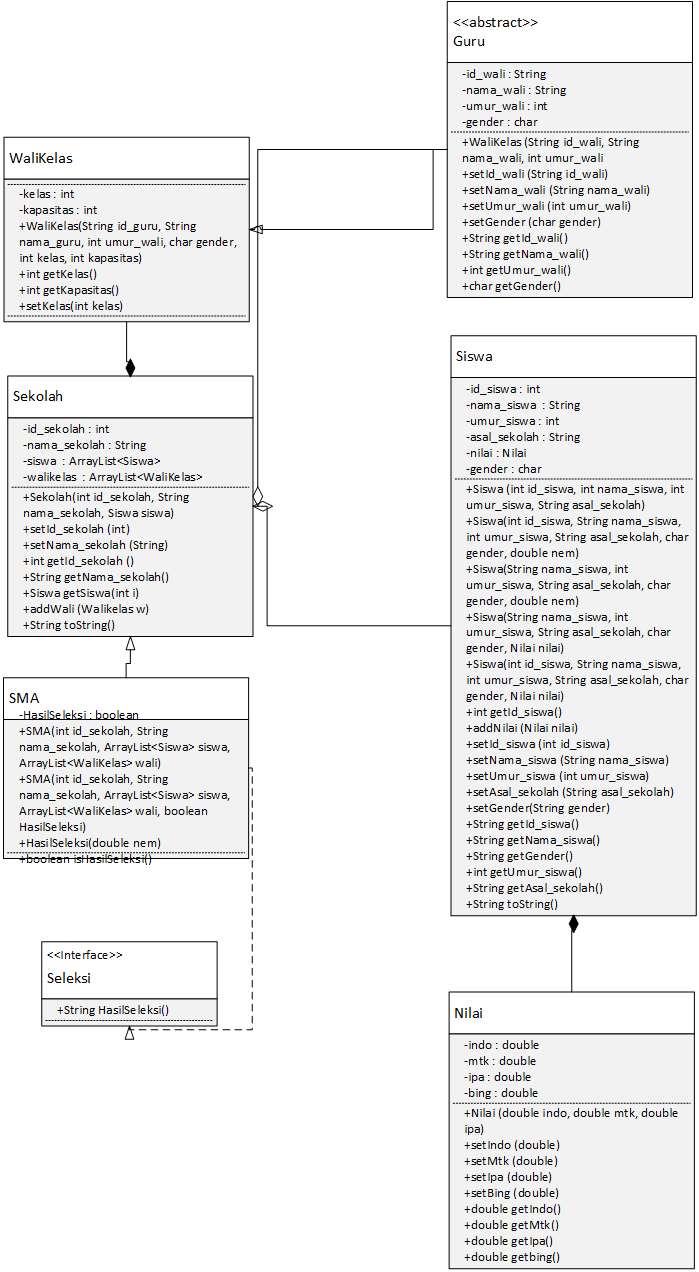 <<abstract>>
Guru
-id_wali : String
-nama_wali : String
-umur_wali : int
-gender : char
+WaliKelas (String id_wali, String
nama_wali, int umur_wali
+setId_wali (String id_wali)
+setNama_wali (String nama_wali)
+setUmur_wali (int umur_wali)
+setGender (char gender)
+String getId_wali()
+String getNama_wali()
+int getUmur_wali()
+char getGender()
WaliKelas
-kelas : int
-kapasitas : int
+WaliKelas(String id_guru, String
nama_guru, int umur_wali, char gender,
int kelas, int kapasitas)
+int getKelas()
+int getKapasitas()
+setKelas(int kelas)
Sekolah
-id_sekolah : int
-nama_sekolah : String
-siswa : ArrayList<Siswa>
-walikelas : ArrayList<WaliKelas>
+Sekolah(int id_sekolah, String
nama_sekolah, Siswa siswa)
+setId_sekolah (int)
+setNama_sekolah (String)
+int getId_sekolah ()
+String getNama_sekolah()
+Siswa getSiswa(int i)
+addWali (Walikelas w)
+String toString()
Siswa
-id_siswa : int
-nama_siswa : String
-umur_siswa : int
-asal_sekolah : String
-nilai : Nilai
-gender : char
+Siswa (int id_siswa, int nama_siswa, int
umur_siswa, String asal_sekolah)
+Siswa(int id_siswa, String nama_siswa,
int umur_siswa, String asal_sekolah, char
gender, double nem)
+Siswa(String nama_siswa, int
umur_siswa, String asal_sekolah, char
gender, double nem)
+Siswa(String nama_siswa, int
umur_siswa, String asal_sekolah, char
gender, Nilai nilai)
+Siswa(int id_siswa, String nama_siswa,
int umur_siswa, String asal_sekolah, char
gender, Nilai nilai)
+int getId_siswa()
+addNilai (Nilai nilai)
+setId_siswa (int id_siswa)
+setNama_siswa (String nama_siswa)
+setUmur_siswa (int umur_siswa)
+setAsal_sekolah (String asal_sekolah)
+setGender(String gender)
+String getId_siswa()
+String getNama_siswa()
+String getGender()
+int getUmur_siswa()
+String getAsal_sekolah()
+String toString()
SMA
-HasilSeleksi : boolean
+SMA(int id_sekolah, String
nama_sekolah, ArrayList<Siswa> siswa,
ArrayList<WaliKelas> wali)
+SMA(int id_sekolah, String
nama_sekolah, ArrayList<Siswa> siswa,
ArrayList<WaliKelas> wali, boolean
HasilSeleksi)
+HasilSeleksi(double nem)
+boolean isHasilSeleksi()
<<Interface>>
Seleksi
+String HasilSeleksi()
Nilai
-indo : double
-mtk : double
-ipa : double
-bing : double
+Nilai (double indo, double mtk, double
ipa)
+setIndo (double)
+setMtk (double)
+setIpa (double)
+setBing (double)
+double getIndo()
+double getMtk()
+double getIpa()
+double getbing()